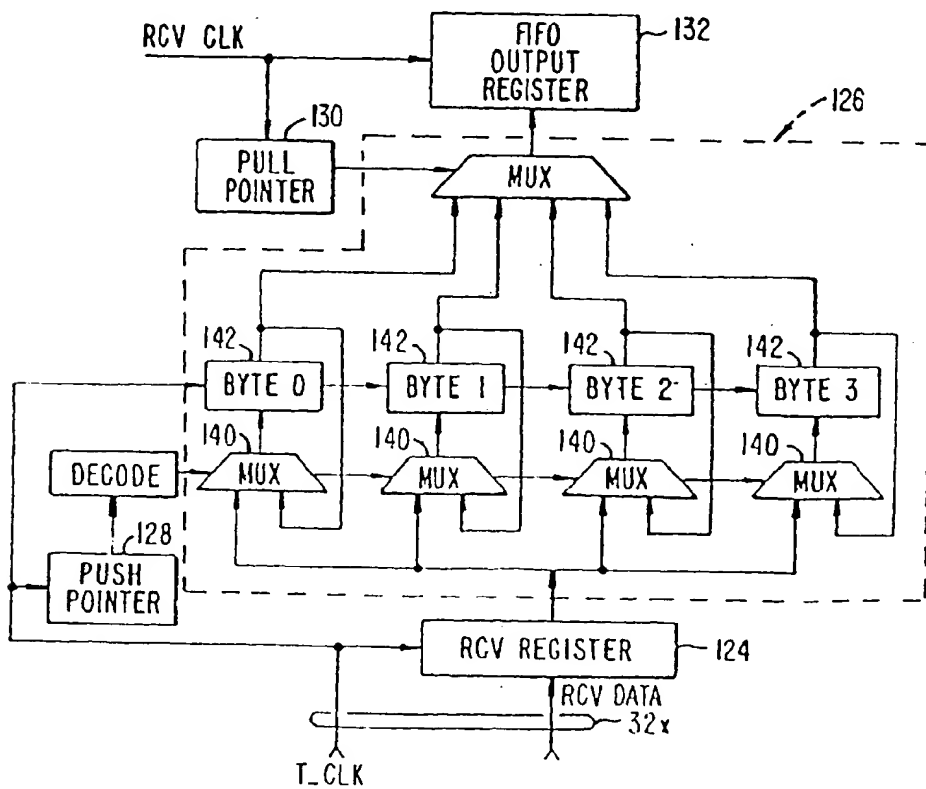 RCV CLK
FIFO
OUTPUT
REGISTER
132
126
130
PULL
POINTER
MUX
142
142
142
142
BYTE 0
BYTE 1
BYTE 2
BYTE 3
140
140
140
140
DECODE
MUX
MUX
MUX
MUX
128
PUSH
POINTER
RCV REGISTER
124
RCV DATA
32x
T_CLK